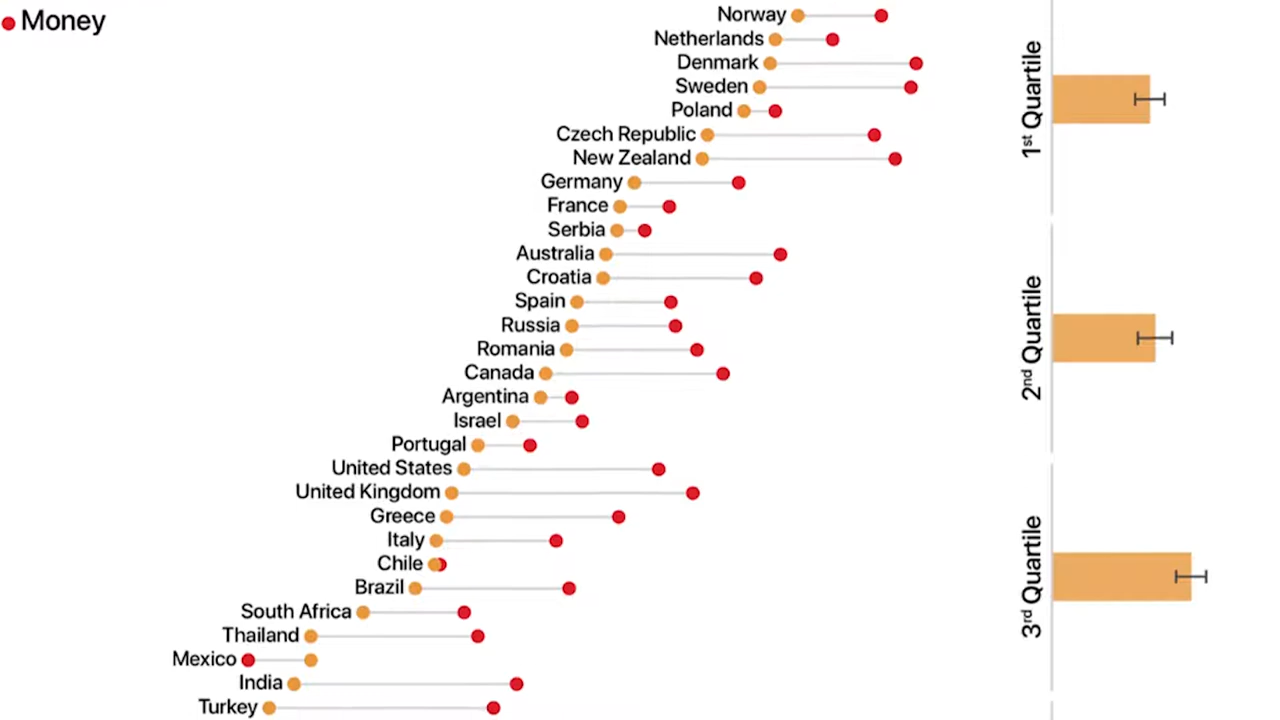 Money
Norway
Netherlands
Denmark
Sweden
Poland
Czech Republic
New Zealand
Germany
France
Serbia
Australia
Croatia
Spain
Russia
Romania
Canada
Argentina
Israel
Portugal
United States
United Kingdom
Greece
Italy
Chile
Brazil
South Africa
Thailand
Mexico
India
Turkey
1st Quartile
2nd Quartile
3rd Quartile